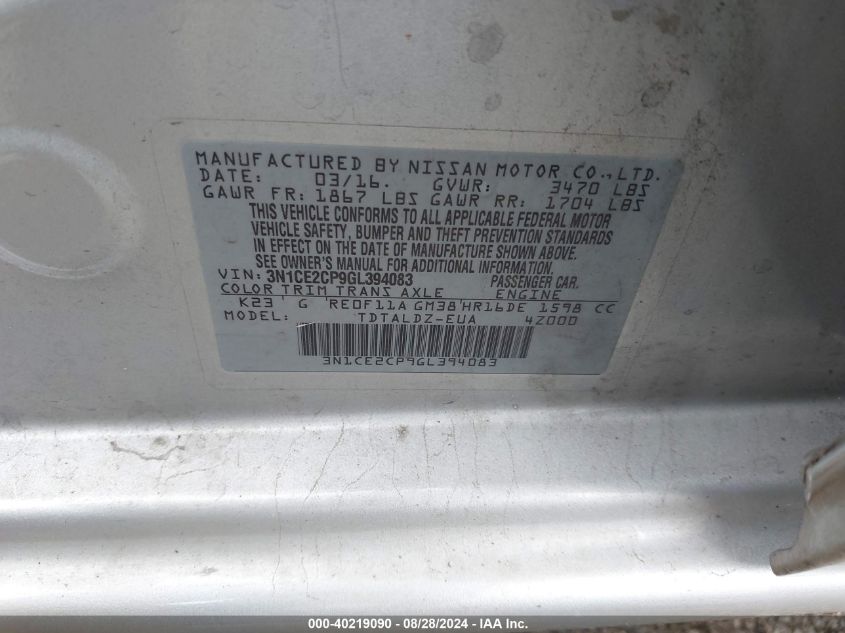 MANUFACTURED BY NISSAN MOTOR CO.,LTD.
DATE: 03/16. GVWR: 3470 LBS
GAWR FR: 1867 LBS GAWR RR: 1704 LBS
THIS VEHICLE CONFORMS TO ALL APPLICABLE FEDERAL MOTOR
VEHICLE SAFETY, BUMPER AND THEFT PREVENTION STANDARDS
IN EFFECT ON THE DATE OF MANUFACTURE SHOWN ABOVE.
SEE OWNER'S MANUAL FOR ADDITIONAL INFORMATION.
VIN: 3N1CE2CP9GL394083 PASSENGER CAR.
COLOR TRIM TRANS AXLE ENGINE
K23 ' G 'RE0F11A GM38'HR16DE 1598 CC
MODEL: TDTALDZ-EUA 4Z000
3N1CE2CP9GL394083
000-40219090 - 08/28/2024 - IAA Inc.